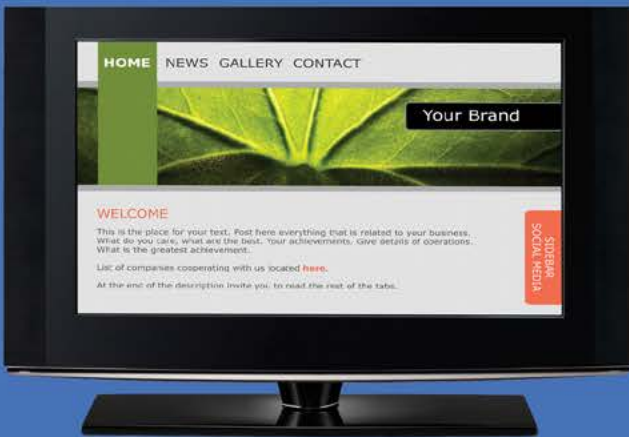 HOME NEWS GALLERY CONTACT
Your Brand
WELCOME
This is the place for your text. Post here everything that is related to your business.
What do you care, what are the best. Your achievements. Give details of operations.
What is the greatest achievement.
List of companies cooperating with us located here.
At the end of the description invite you to read the rest of the tabs.
SIDEBAR
SOCIAL MEDIA